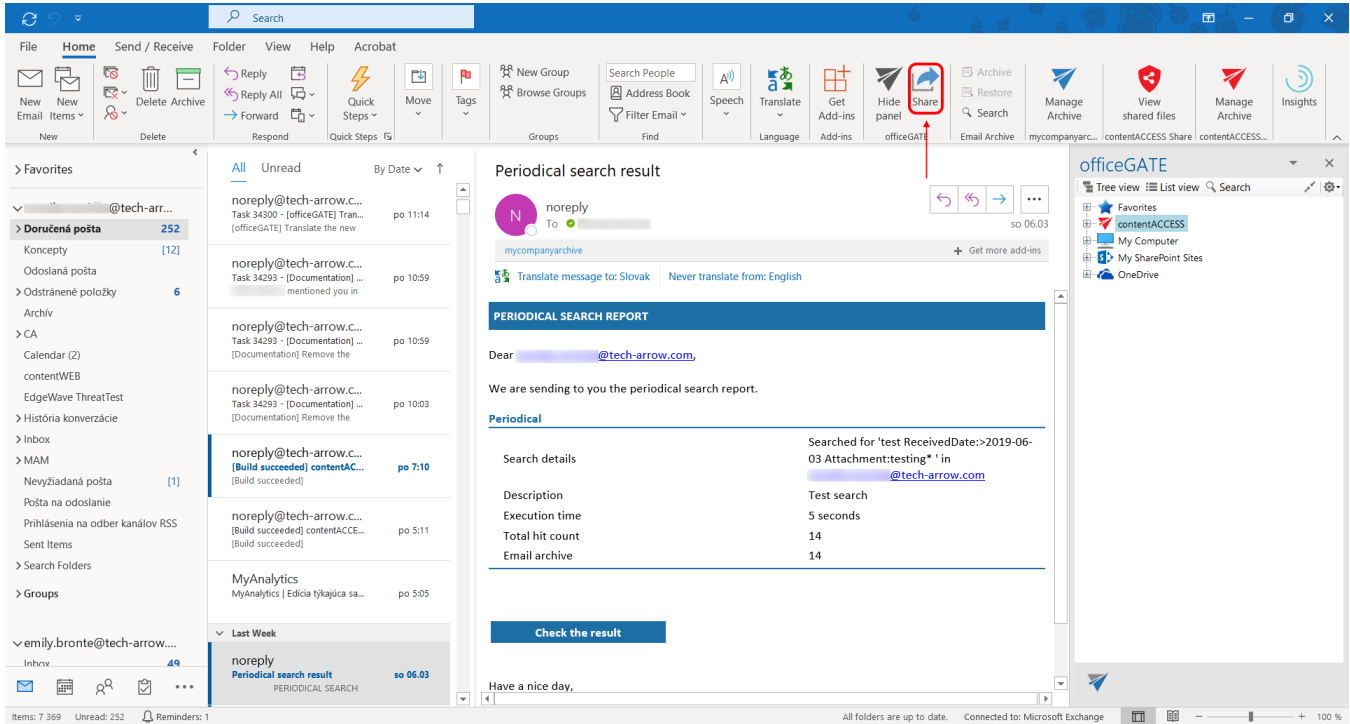 Search
File Home Send / Receive Folder View Help Acrobat
New Email
New Items
Delete Archive
Reply
Reply All
Forward
Quick Steps
Move
Tags
New Group
Browse Groups
Search People
Address Book
Filter Email
Speech
Translate
Get Add-ins
Hide panel
Share
Archive
Restore
Search
Manage Archive
View shared files
Manage Archive
Insights
New Delete Respond Quick Steps Groups Find Language Add-ins officeGATE Email Archive mycompanyarc... contentACCESS Share contentACCESS...
Favorites
@tech-arr...
Doručená pošta 252
Koncepty [12]
Odoslaná pošta
Odstránené položky 6
Archív
CA
Calendar (2)
contentWEB
EdgeWave ThreatTest
História konverzácie
Inbox
MAM
Nevyžiadaná pošta [1]
Pošta na odoslanie
Prihlásenia na odber kanálov RSS
Sent Items
Search Folders
Groups
emily.bronte@tech-arrow....
Inbox 49
All Unread By Date
noreply@tech-arrow.c...
Task 34300 - [officeGATE] Tran... po 11:14
[officeGATE] Translate the new
noreply@tech-arrow.c...
Task 34293 - [Documentation] ... po 10:59
mentioned you in
noreply@tech-arrow.c...
Task 34293 - [Documentation] ... po 10:59
[Documentation] Remove the
noreply@tech-arrow.c...
Task 34293 - [Documentation] ... po 10:03
[Documentation] Remove the
noreply@tech-arrow.c...
[Build succeeded] contentAC... po 7:10
[Build succeeded]
noreply@tech-arrow.c...
[Build succeeded] contentACCE... po 5:11
[Build succeeded]
MyAnalytics
MyAnalytics | Edícia týkajúca sa... po 5:05
Last Week
noreply
Periodical search result so 06.03
PERIODICAL SEARCH
Periodical search result
N
noreply
To
so 06.03
mycompanyarchive + Get more add-ins
Translate message to: Slovak Never translate from: English
PERIODICAL SEARCH REPORT
Dear @tech-arrow.com,
We are sending to you the periodical search report.
Periodical
Search details
Searched for 'test ReceivedDate:>2019-06-
03 Attachment:testing* ' in
@tech-arrow.com
Description Test search
Execution time 5 seconds
Total hit count 14
Email archive 14
Check the result
Have a nice day,
officeGATE
Tree view List view Search
Favorites
contentACCESS
My Computer
My SharePoint Sites
OneDrive
Items: 7 369 Unread: 252 Reminders: 1 All folders are up to date. Connected to: Microsoft Exchange 100 %